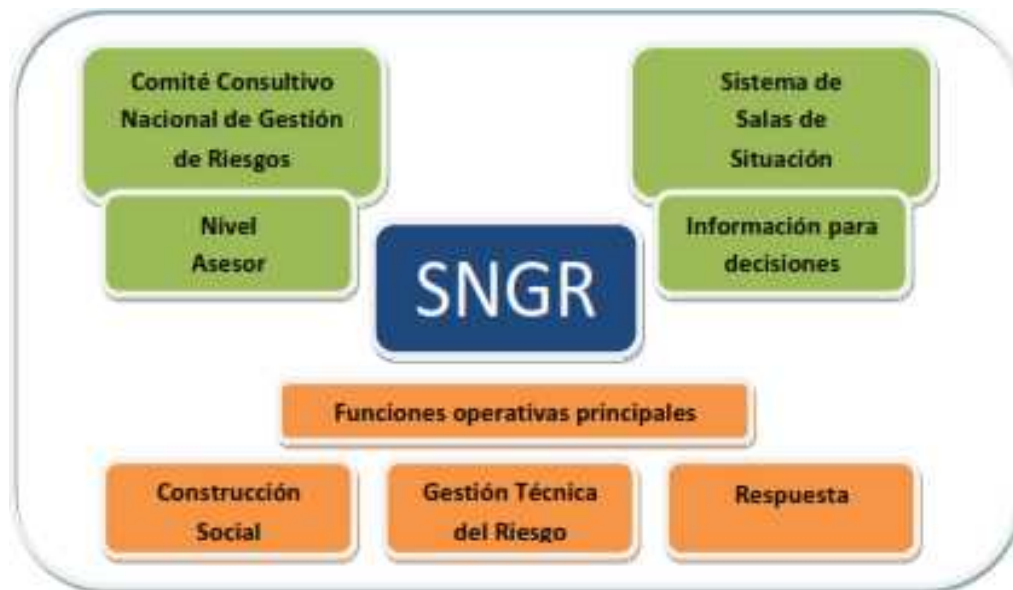 Comité Consultivo
Nacional de Gestión
de Riesgos
Nivel
Asesor
Sistema de
Salas de
Situación
Información para
decisiones
SNGR
Funciones operativas principales
Construcción
Social
Gestión Técnica
del Riesgo
Respuesta